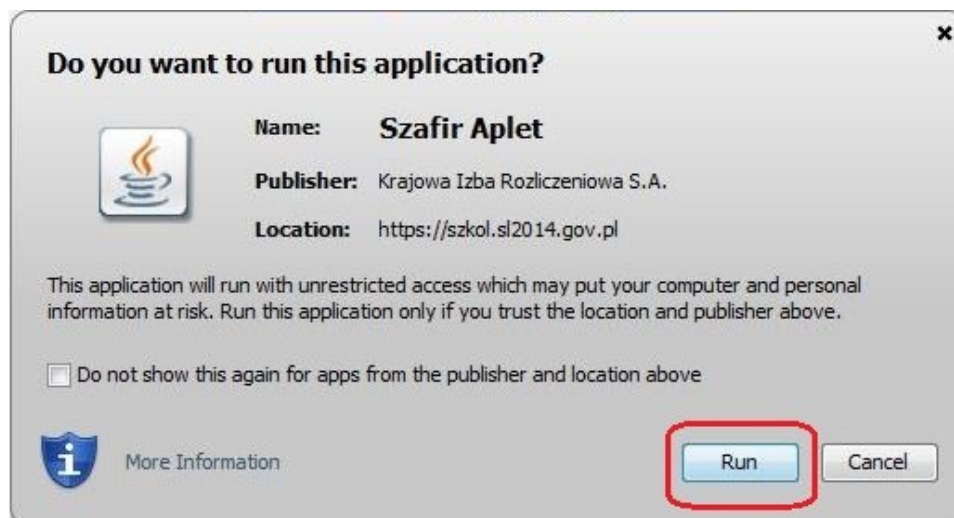 Do you want to run this application?
Name: Szafir Aplet
Publisher: Krajowa Izba Rozliczeniowa S.A.
Location: https://szkol.sl2014.gov.pl
This application will run with unrestricted access which may put your computer and personal
information at risk. Run this application only if you trust the location and publisher above.
Do not show this again for apps from the publisher and location above
More Information Run Cancel